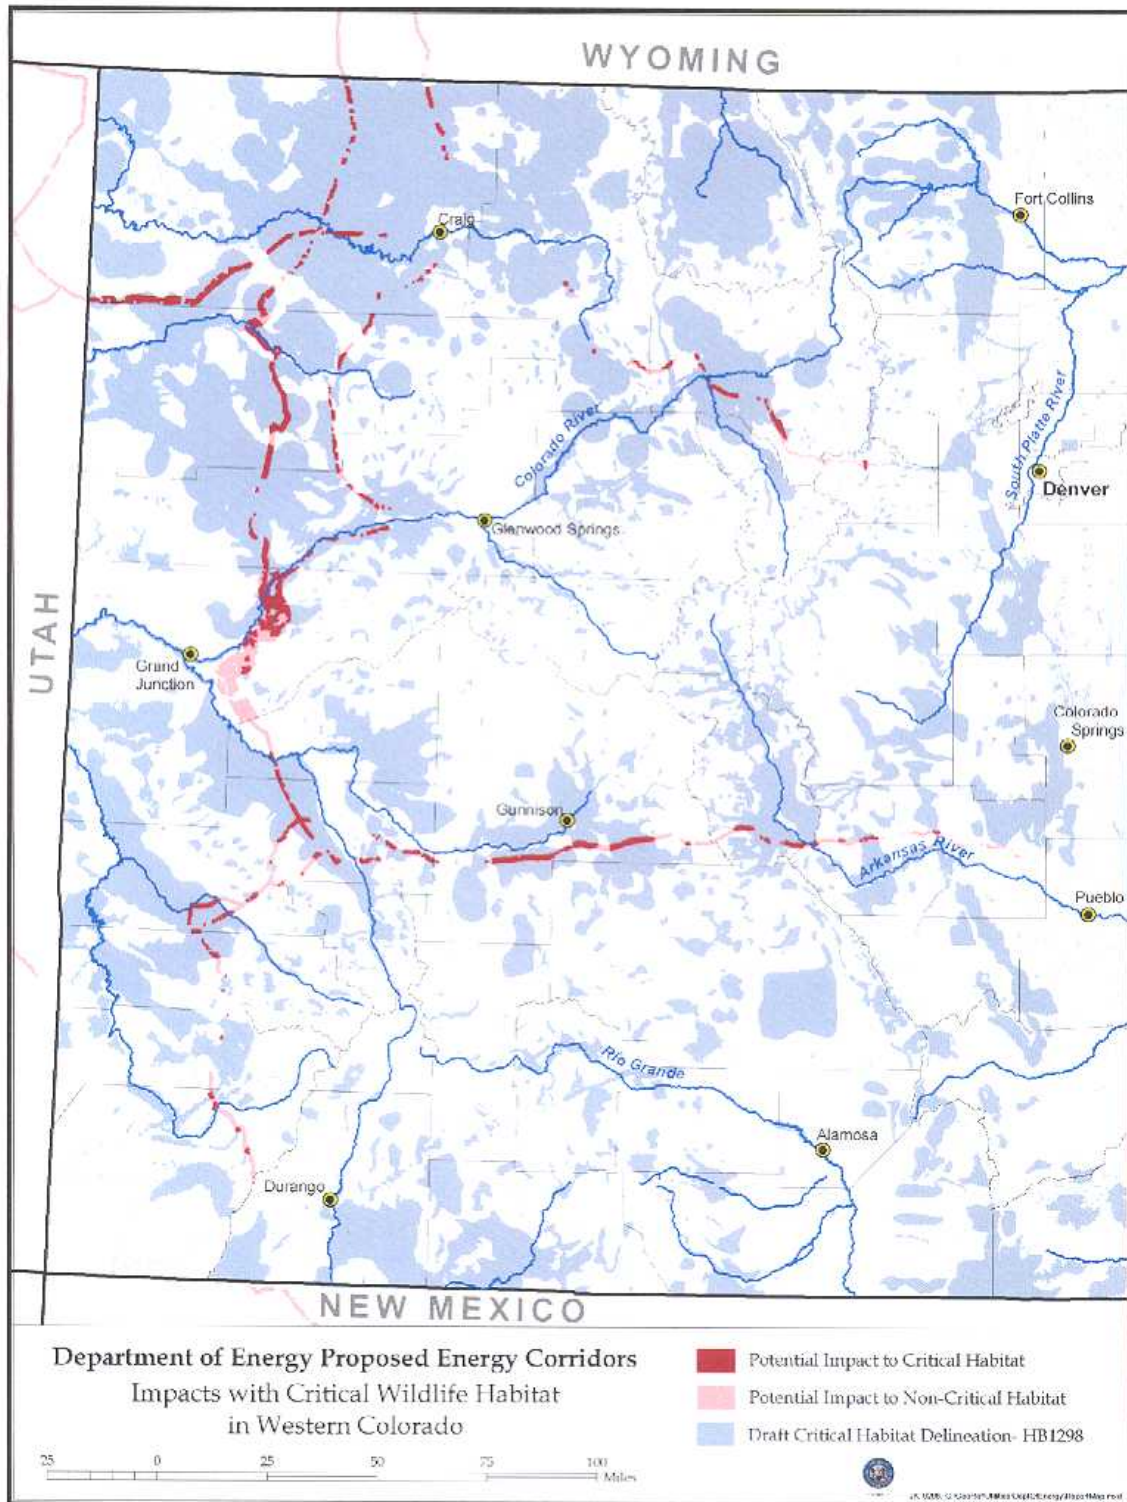 WYOMING
Fort Collins
Craig
South Platte River
Colorado River
Denver
Glenwood Springs
UTAH
Grand
Junction
Colorado
Springs
Gunnison
Arkansas River
Pueblo
Rio Grande
Alamosa
Durango
NEW MEXICO
Department of Energy Proposed Energy Corridors
Impacts with Critical Wildlife Habitat
in Western Colorado
Potential Impact to Critical Habitat
Potential Impact to Non-Critical Habitat
Draft Critical Habitat Delineation- HB1298
25 0 25 50 75 100
Miles